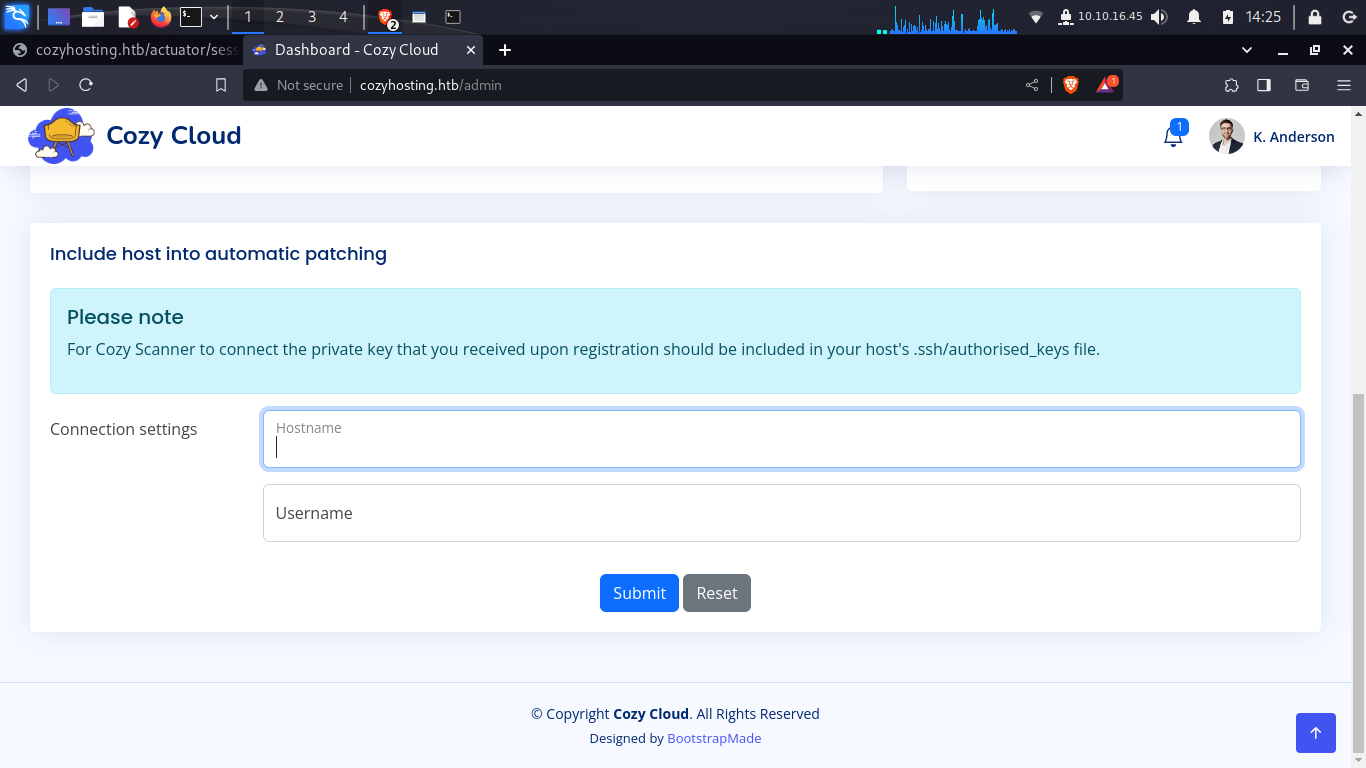 1 2 3 4 2 10.10.16.45 14:25
cozyhosting.htb/actuator/sess Dashboard - Cozy Cloud
Not secure cozyhosting.htb/admin 1
Cozy Cloud 1 K. Anderson
Include host into automatic patching
Please note
For Cozy Scanner to connect the private key that you received upon registration should be included in your host's .ssh/authorised_keys file.
Connection settings Hostname
Username
Submit Reset
© Copyright Cozy Cloud. All Rights Reserved
Designed by BootstrapMade